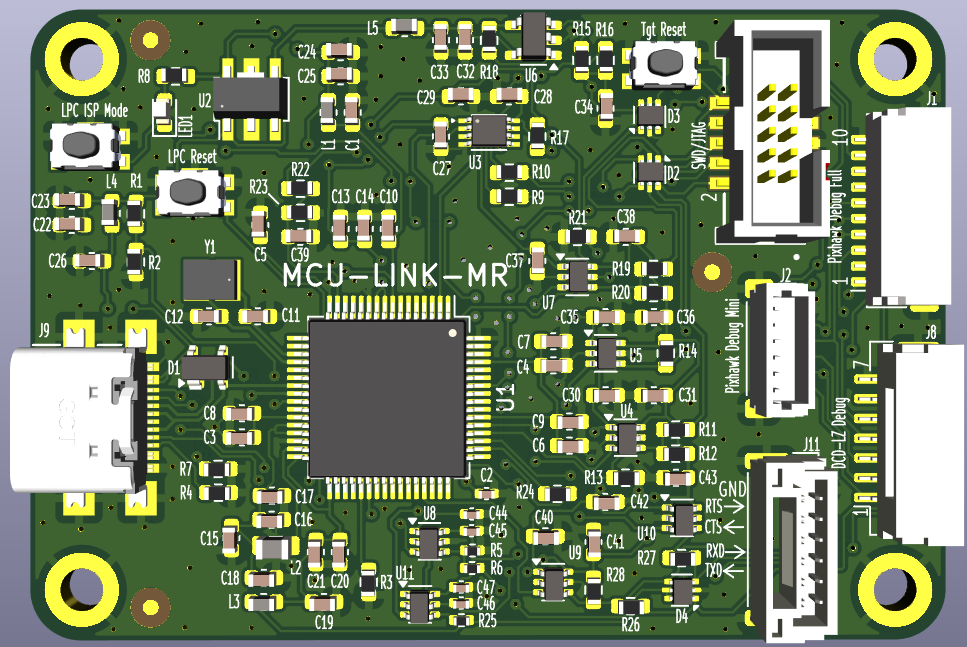 L5
C24
C33
C32
R18
U6
R15
R16
Tgt Reset
J1
R8
U2
C25
C29
C28
C34
D3
SWD/JTAG
10
LPC ISP Mode
LED1
L1
C1
C27
U3
R17
D2
2
Pixhawk Debug Full
1
LPC Reset
L4
R1
R22
R23
R10
R9
C23
C22
C13
C14
C10
C5
C39
R21
C38
C26
R2
Y1
C37
R19
R20
U7
J2
MCU-LINK-MR
C12
C11
C35
C36
Pixhawk Debug Mini
J9
D1
C7
C4
U5
R14
J8
7
GCT
U1
C30
C31
C8
C3
C9
C6
U4
R11
R12
DCD-LZ Debug
J11
R7
R4
C17
C2
R24
R13
C43
C42
GND
RTS
CTS
RXD
TXD
1
C15
C16
U8
C44
C45
C40
U10
C41
U9
R27
L2
C21
C20
R5
R6
C18
L3
C19
R3
U11
C47
C46
R25
R28
R26
D4